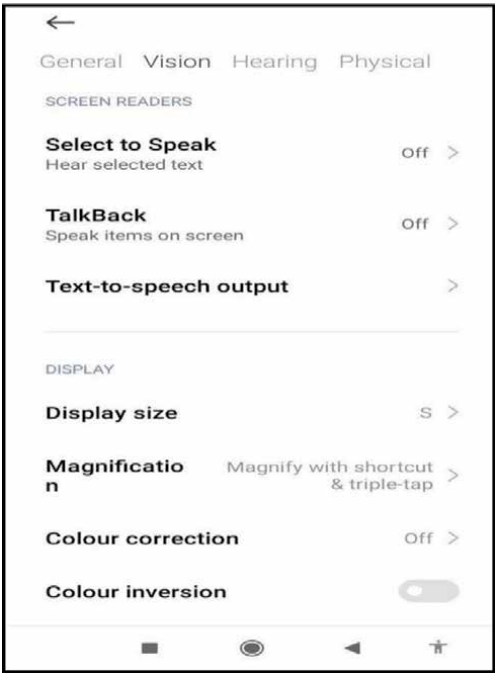 General Vision Hearing Physical
SCREEN READERS
Select to Speak
Hear selected text
Off
TalkBack
Speak items on screen
Off
Text-to-speech output
DISPLAY
Display size S
Magnificatio
n
Magnify with shortcut
& triple-tap
Colour correction Off
Colour inversion